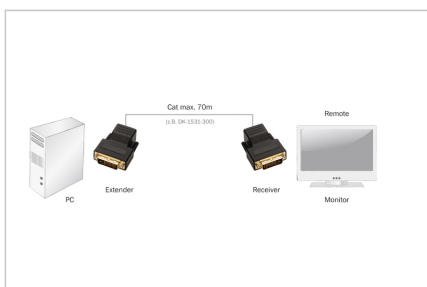 Cat max. 70m
(z.B. DK-1531-300)
Remote
Extender
Receiver
PC
Monitor